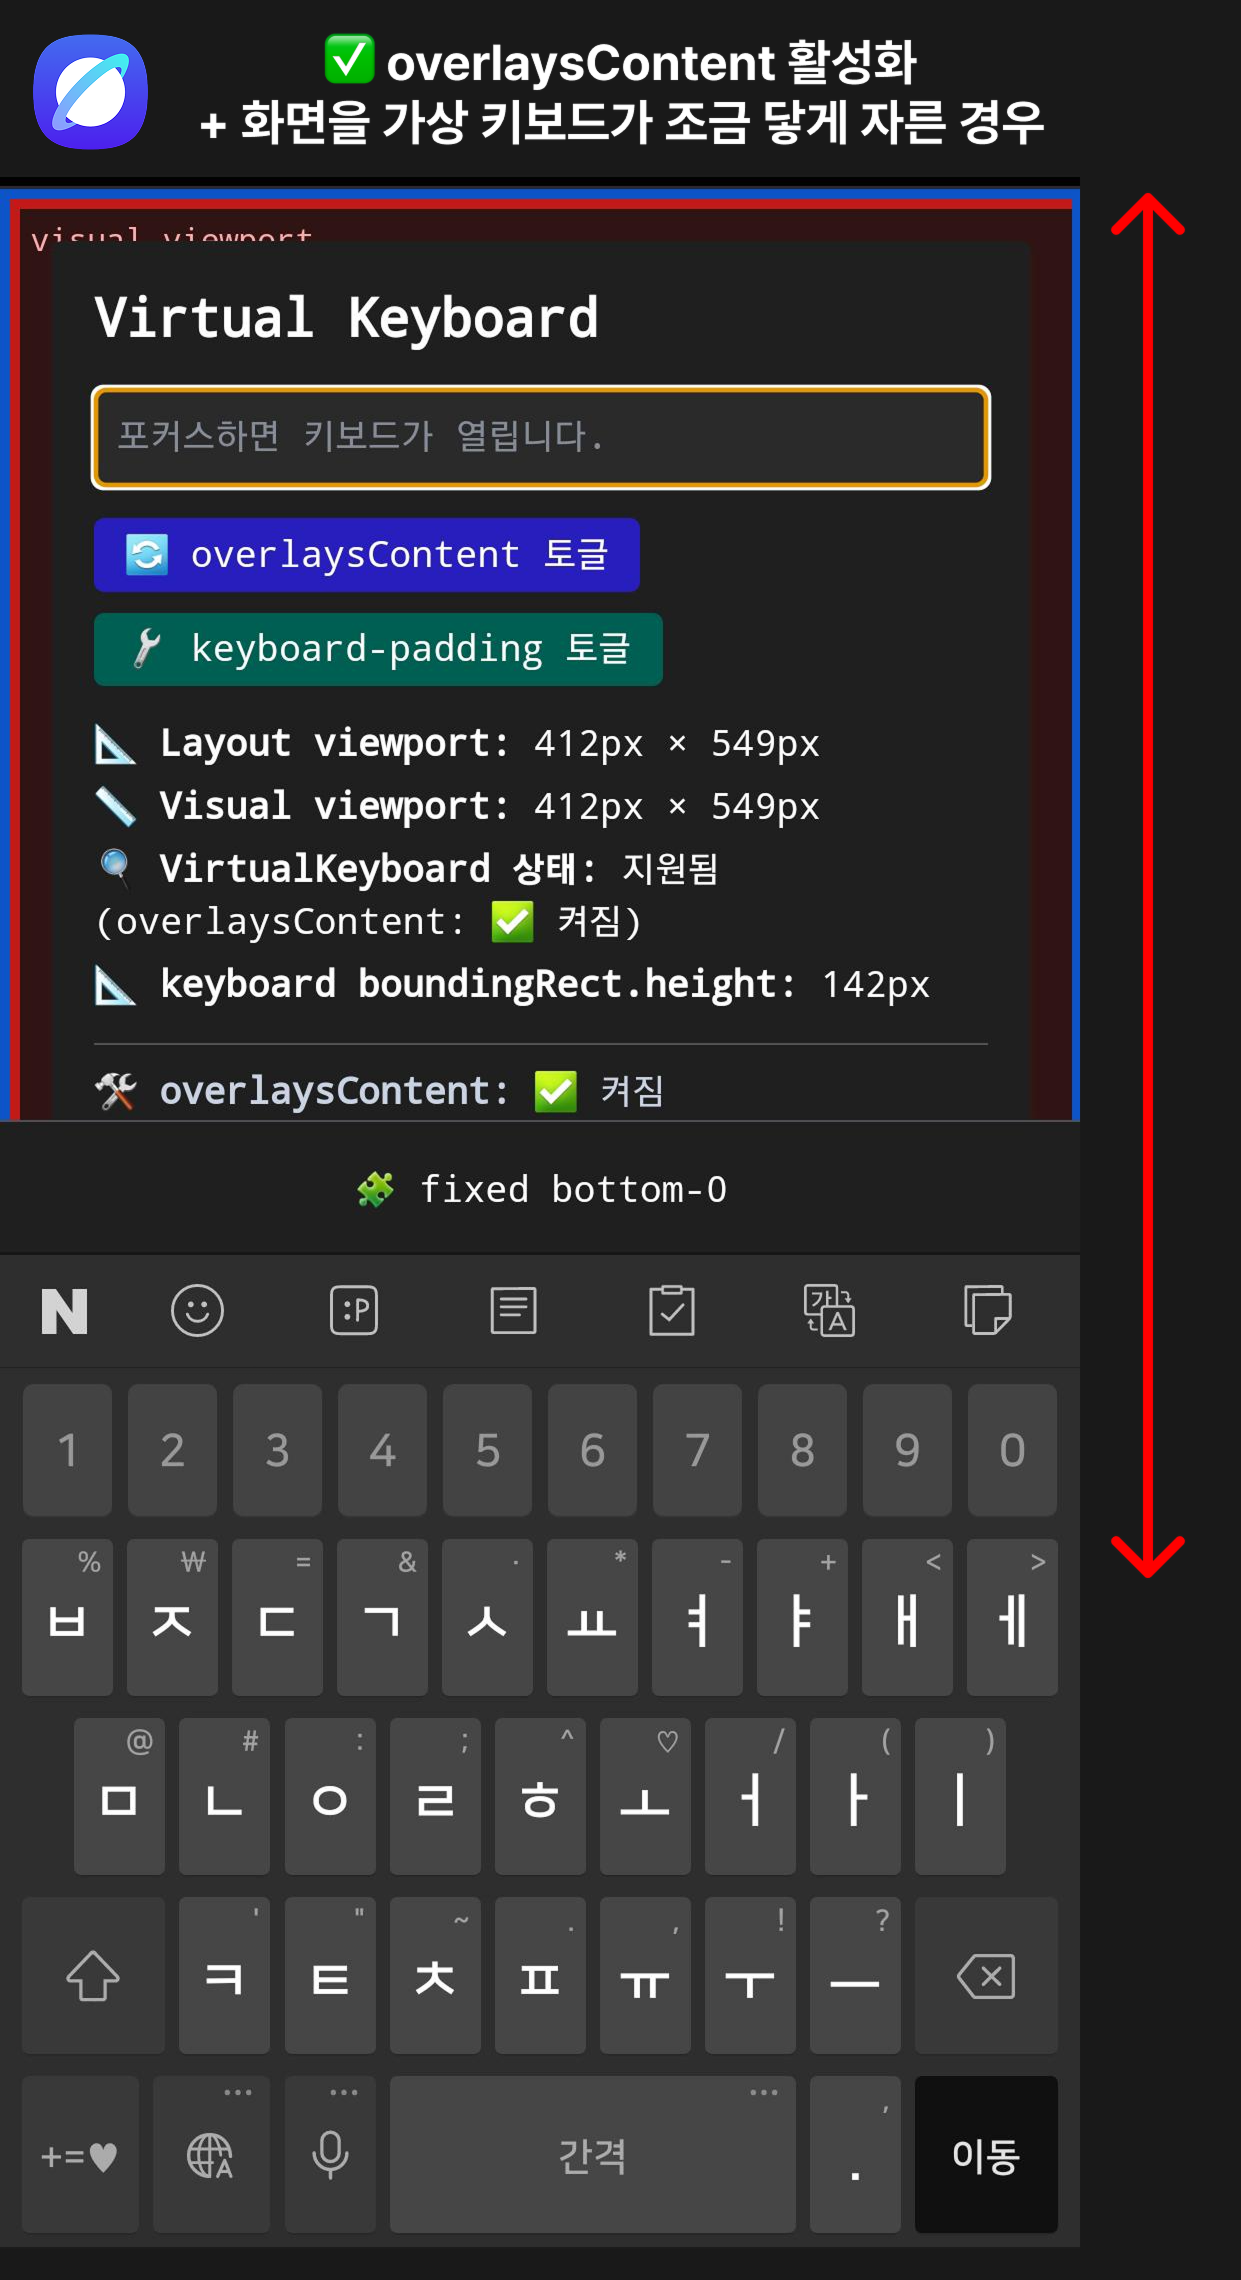 ✅ overlaysContent 활성화
+ 화면을 가상 키보드가 조금 닿게 자른 경우
visual viewport
Virtual Keyboard
포커스하면 키보드가 열립니다.
🔄 overlaysContent 토글
🔧 keyboard-padding 토글
📐 Layout viewport: 412px × 549px
📏 Visual viewport: 412px × 549px
🔍 VirtualKeyboard 상태: 지원됨
(overlaysContent: ✅ 켜짐)
📐 keyboard boundingRect.height: 142px
🛠 overlaysContent: ✅ 켜짐
🧩 fixed bottom-0
N :P 가 A
1 2 3 4 5 6 7 8 9 0
% ₩ = & · * - + < >
ㅂ ㅈ ㄷ ㄱ ㅅ ㅛ ㅕ ㅑ ㅐ ㅔ
@ # : ; ^ ♡ / ( )
ㅁ ㄴ ㅇ ㄹ ㅎ ㅗ ㅓ ㅏ ㅣ
' " ~ . , ! ?
ㅋ ㅌ ㅊ ㅍ ㅠ ㅜ ㅡ
... ... ... ,
+=♥ A 간격 . 이동